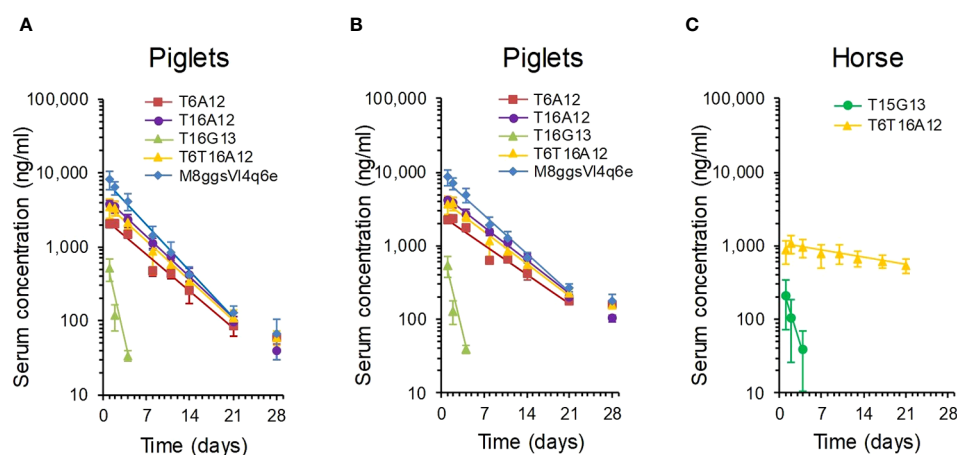 A
Piglets
T6A12
T16A12
T16G13
T6T16A12
M8ggsVI4q6e
Serum concentration (ng/ml)
100,000
10,000
1,000
100
10
0 7 14 21 28
Time (days)
B
Piglets
T6A12
T16A12
T16G13
T6T16A12
M8ggsVI4q6e
Serum concentration (ng/ml)
100,000
10,000
1,000
100
10
0 7 14 21 28
Time (days)
C
Horse
T15G13
T6T16A12
Serum concentration (ng/ml)
100,000
10,000
1,000
100
10
0 7 14 21 28
Time (days)